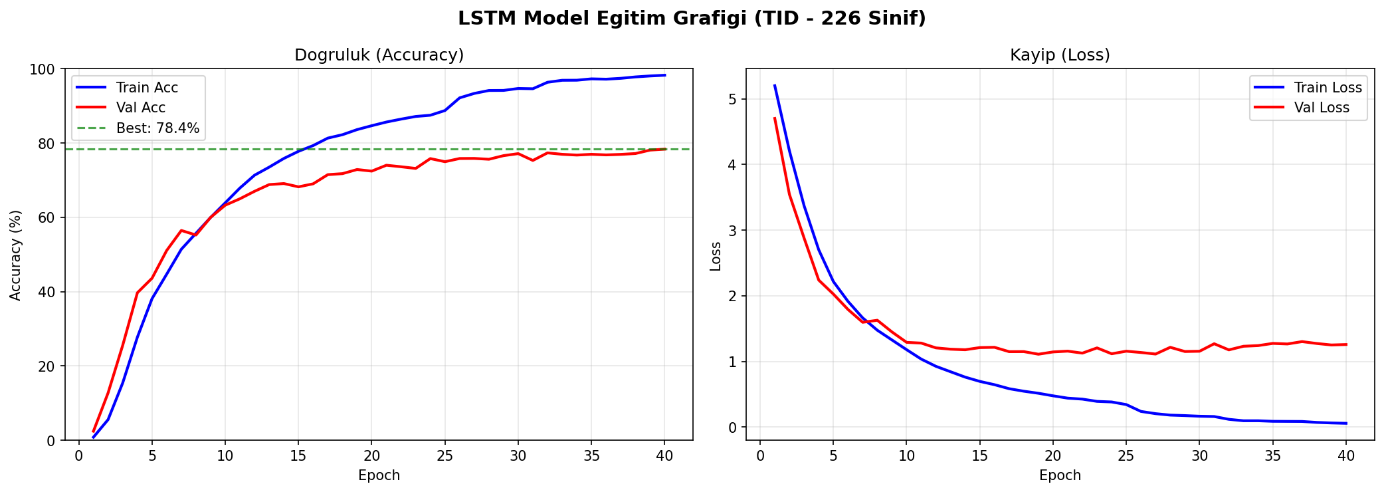 LSTM Model Egitim Grafigi (TID - 226 Sinif)
Dogruluk (Accuracy)
Train Acc
Val Acc
Best: 78.4%
Accuracy (%)
100
80
60
40
20
0
0 5 10 15 20 25 30 35 40
Epoch
Kayip (Loss)
Train Loss
Val Loss
Loss
5
4
3
2
1
0
0 5 10 15 20 25 30 35 40
Epoch